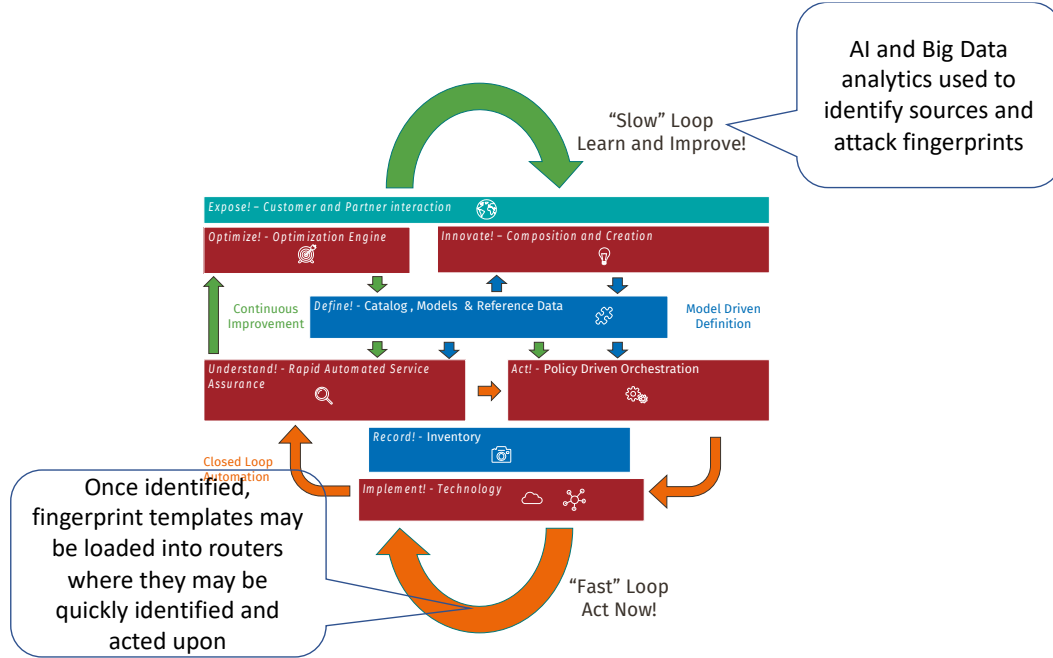 AI and Big Data
analytics used to
identify sources and
attack fingerprints
“Slow” Loop
Learn and Improve!
Expose! – Customer and Partner interaction
Optimize! - Optimization Engine
Innovate! – Composition and Creation
Continuous
Improvement
Define! - Catalog , Models & Reference Data
Model Driven
Definition
Understand! - Rapid Automated Service
Assurance
Act! - Policy Driven Orchestration
Record! - Inventory
Closed Loop
Automation
Implement! - Technology
Once identified,
fingerprint templates may
be loaded into routers
where they may be
quickly identified and
acted upon
“Fast” Loop
Act Now!